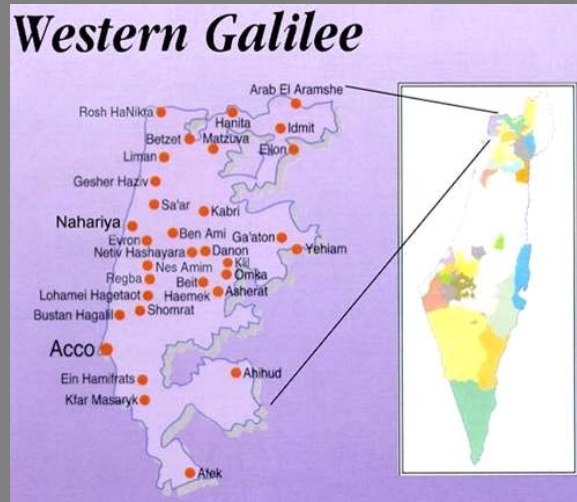 Western Galilee
Arab El Aramshe
Rosh HaNikra
Hanita
Idmit
Betzet
Matzuva
Eilon
Liman
Gesher Haziv
Sa'ar
Kabri
Nahariya
Ben Ami
Ga'aton
Evron
Yehiam
Netiv Hashayara
Danon
Klil
Nes Amim
Omka
Regba
Beit
Haemek
Asherat
Lohamei Hagetaot
Shomrat
Bustan Hagalil
Acco
Ein Hamifrats
Ahihud
Kfar Masaryk
Afek